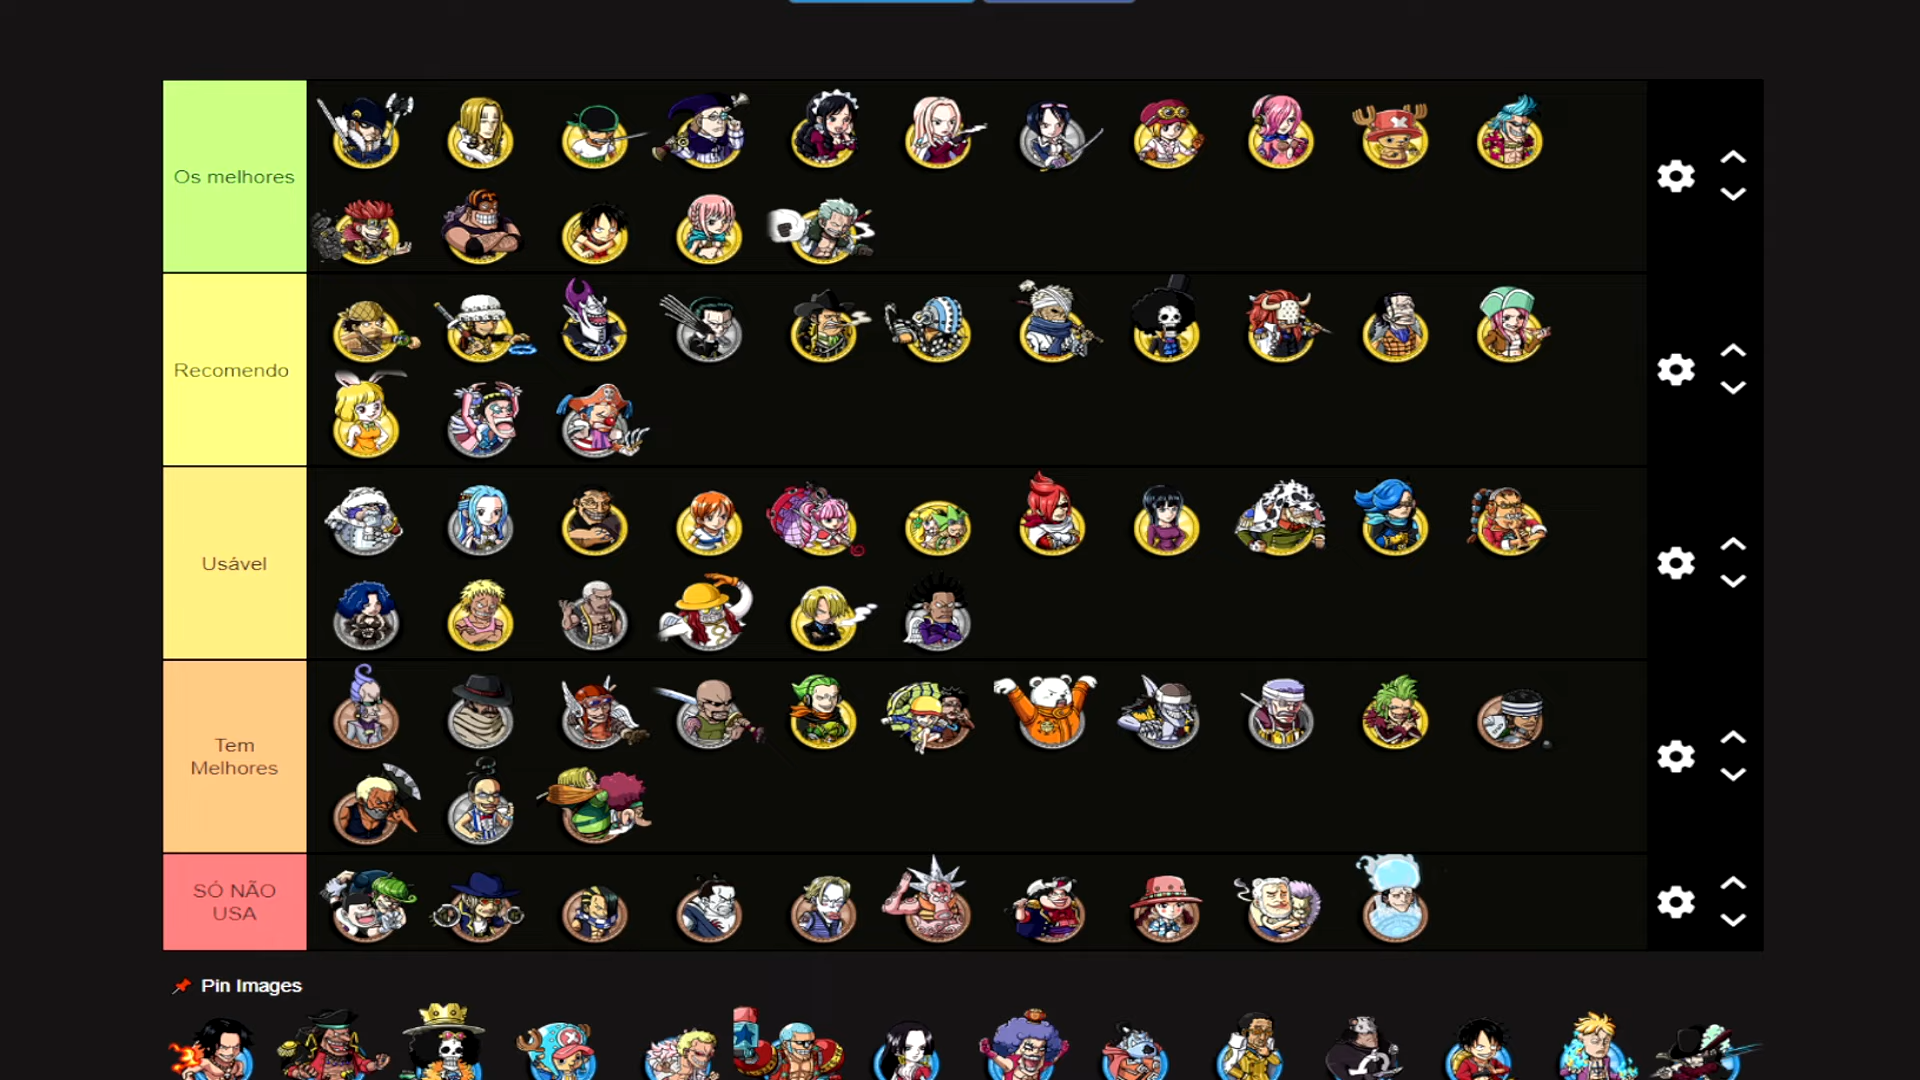 Os melhores
Recomendo
Usável
Tem
Melhores
SÓ NÃO
USA
Pin Images